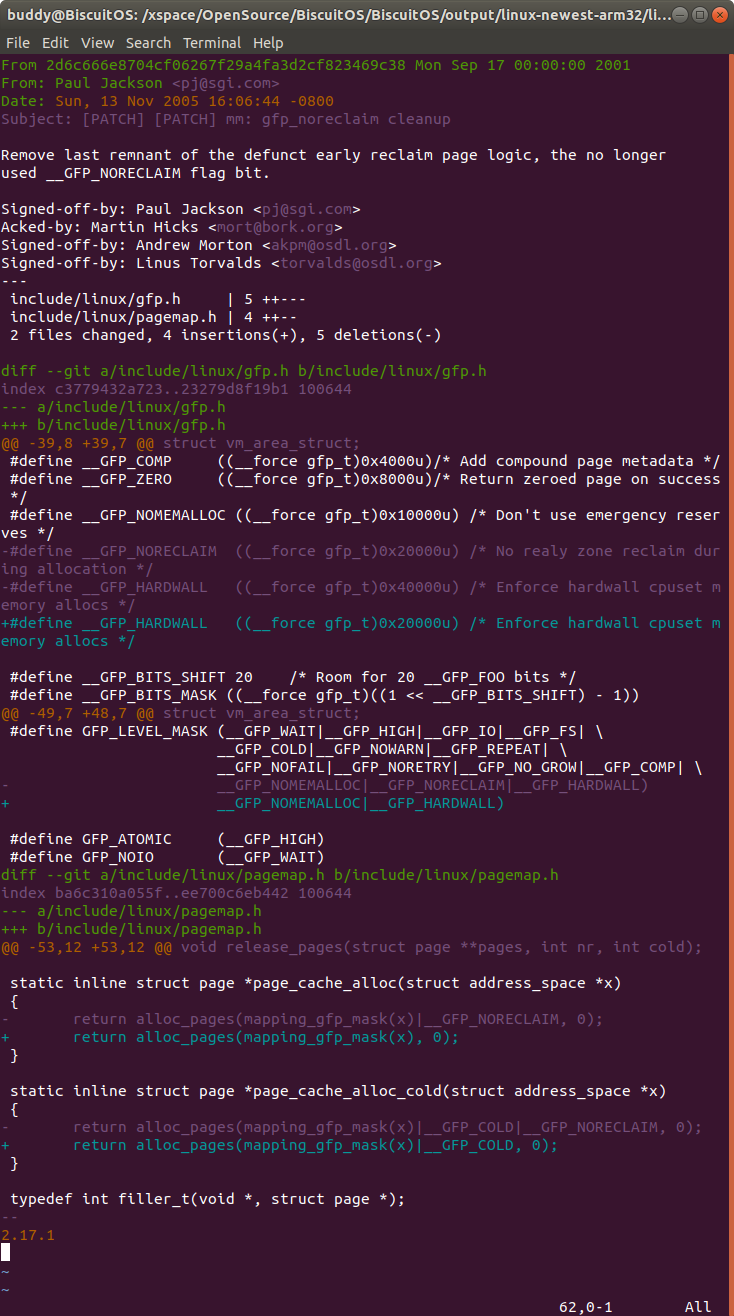 buddy@BiscuitOS: /xspace/OpenSource/BiscuitOS/BiscuitOS/output/linux-newest-arm32/li...
File Edit View Search Terminal Help
From 2d6c666e8704cf06267f29a4fa3d2cf823469c38 Mon Sep 17 00:00:00 2001
From: Paul Jackson <pj@sgi.com>
Date: Sun, 13 Nov 2005 16:06:44 -0800
Subject: [PATCH] [PATCH] mm: gfp_noreclaim cleanup

Remove last remnant of the defunct early reclaim page logic, the no longer
used __GFP_NORECLAIM flag bit.

Signed-off-by: Paul Jackson <pj@sgi.com>
Acked-by: Martin Hicks <mort@bork.org>
Signed-off-by: Andrew Morton <akpm@osdl.org>
Signed-off-by: Linus Torvalds <torvalds@osdl.org>
---
 include/linux/gfp.h     | 5 ++---
 include/linux/pagemap.h | 4 ++--
 2 files changed, 4 insertions(+), 5 deletions(-)

diff --git a/include/linux/gfp.h b/include/linux/gfp.h
index c3779432a723..23279d8f19b1 100644
--- a/include/linux/gfp.h
+++ b/include/linux/gfp.h
@@ -39,8 +39,7 @@ struct vm_area_struct;
 #define __GFP_COMP     ((__force gfp_t)0x4000u)/* Add compound page metadata */
 #define __GFP_ZERO     ((__force gfp_t)0x8000u)/* Return zeroed page on success
 */
 #define __GFP_NOMEMALLOC ((__force gfp_t)0x10000u) /* Don't use emergency reser
ves */
-#define __GFP_NORECLAIM  ((__force gfp_t)0x20000u) /* No realy zone reclaim dur
ing allocation */
-#define __GFP_HARDWALL   ((__force gfp_t)0x40000u) /* Enforce hardwall cpuset m
emory allocs */
+#define __GFP_HARDWALL   ((__force gfp_t)0x20000u) /* Enforce hardwall cpuset m
emory allocs */

 #define __GFP_BITS_SHIFT 20    /* Room for 20 __GFP_FOO bits */
 #define __GFP_BITS_MASK ((__force gfp_t)((1 << __GFP_BITS_SHIFT) - 1))
@@ -49,7 +48,7 @@ struct vm_area_struct;
 #define GFP_LEVEL_MASK (__GFP_WAIT|__GFP_HIGH|__GFP_IO|__GFP_FS| \
                        __GFP_COLD|__GFP_NOWARN|__GFP_REPEAT| \
                        __GFP_NOFAIL|__GFP_NORETRY|__GFP_NO_GROW|__GFP_COMP| \
-                       __GFP_NOMEMALLOC|__GFP_NORECLAIM|__GFP_HARDWALL)
+                       __GFP_NOMEMALLOC|__GFP_HARDWALL)

 #define GFP_ATOMIC     (__GFP_HIGH)
 #define GFP_NOIO       (__GFP_WAIT)
diff --git a/include/linux/pagemap.h b/include/linux/pagemap.h
index ba6c310a055f..ee700c6eb442 100644
--- a/include/linux/pagemap.h
+++ b/include/linux/pagemap.h
@@ -53,12 +53,12 @@ void release_pages(struct page **pages, int nr, int cold);

 static inline struct page *page_cache_alloc(struct address_space *x)
 {
-       return alloc_pages(mapping_gfp_mask(x)|__GFP_NORECLAIM, 0);
+       return alloc_pages(mapping_gfp_mask(x), 0);
 }

 static inline struct page *page_cache_alloc_cold(struct address_space *x)
 {
-       return alloc_pages(mapping_gfp_mask(x)|__GFP_COLD|__GFP_NORECLAIM, 0);
+       return alloc_pages(mapping_gfp_mask(x)|__GFP_COLD, 0);
 }

 typedef int filler_t(void *, struct page *);
--
2.17.1

~
~
62,0-1        All